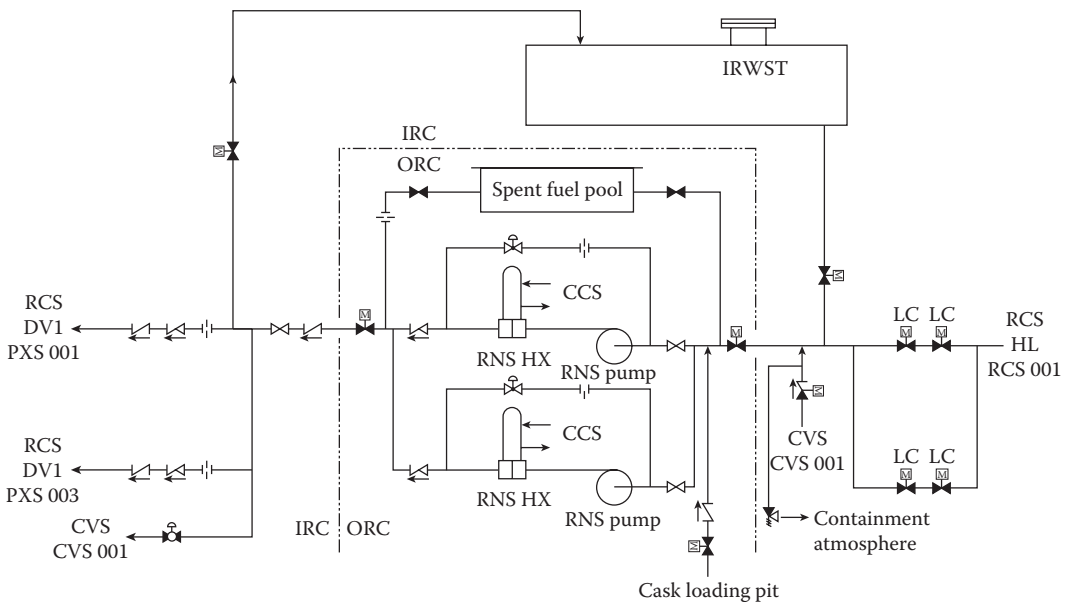 IRWST
IRC
ORC
Spent fuel pool
M
CCS
RNS HX
RNS pump
M
M
M
RCS
DV1
PXS 001
LC
LC
M
M
RCS
HL
RCS 001
M
CVS
CVS 001
CCS
RNS HX
RNS pump
RCS
DV1
PXS 003
LC
LC
M
M
CVS
CVS 001
IRC
ORC
Containment
atmosphere
M
Cask loading pit